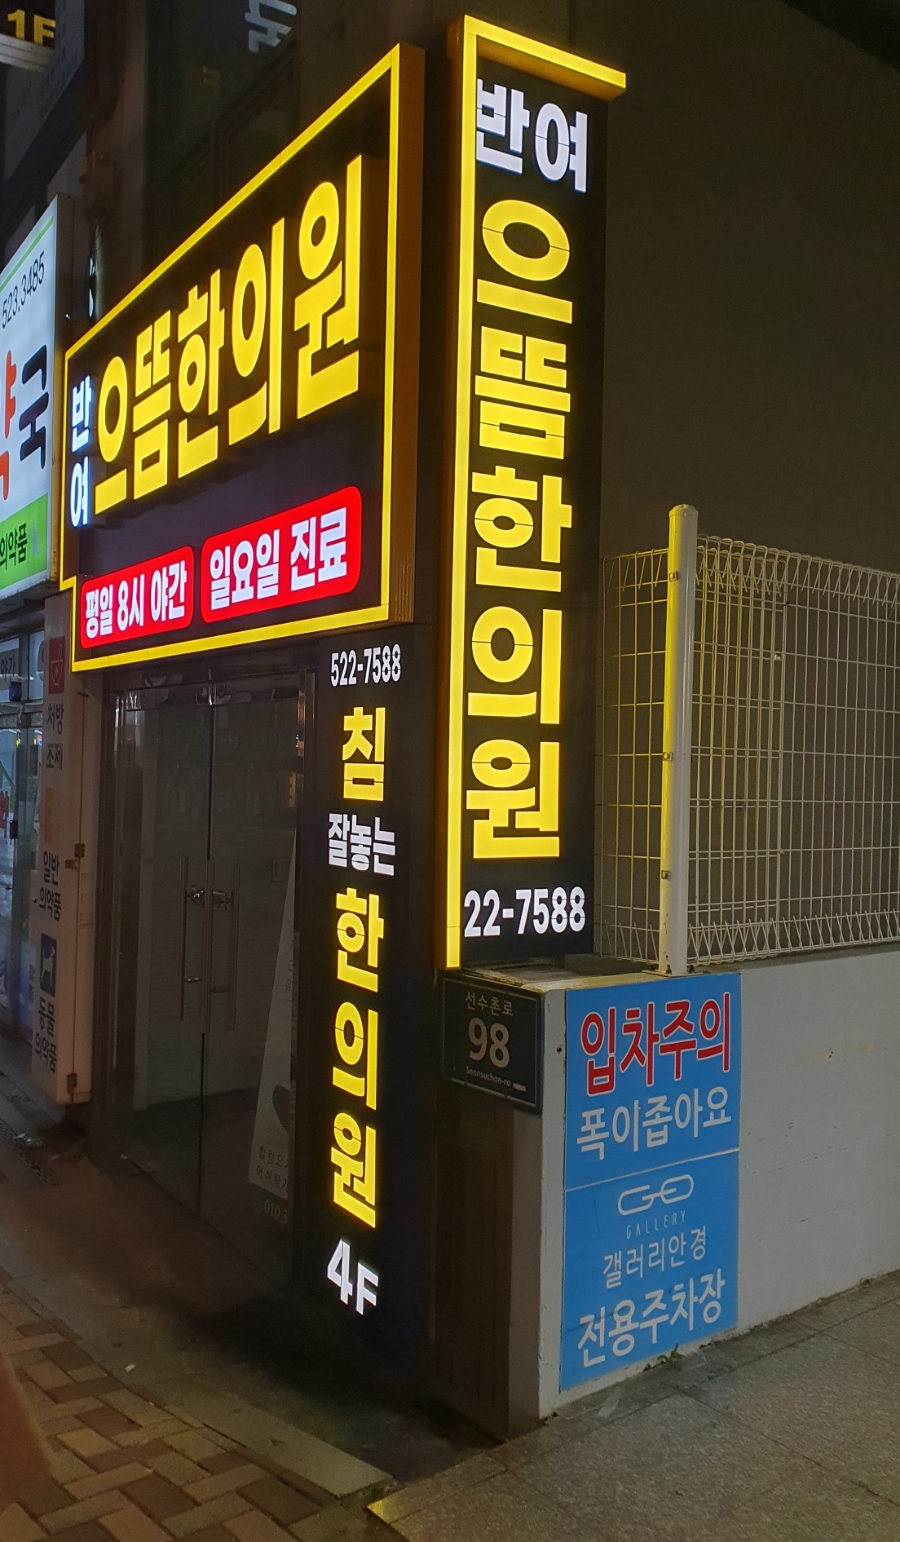 1F
523.3485
약국
의약품
반여
으뜸한의원
평일 8시 야간
일요일 진료
522-7588
침
잘놓는
한의원
4F
반여
으뜸한의원
22-7588
처방
조제
일반
의약품
동물
의약품
선수촌로
98
Seonsuchon-ro
입차주의
폭이좁아요
GO
GALLERY
갤러리안경
전용주차장